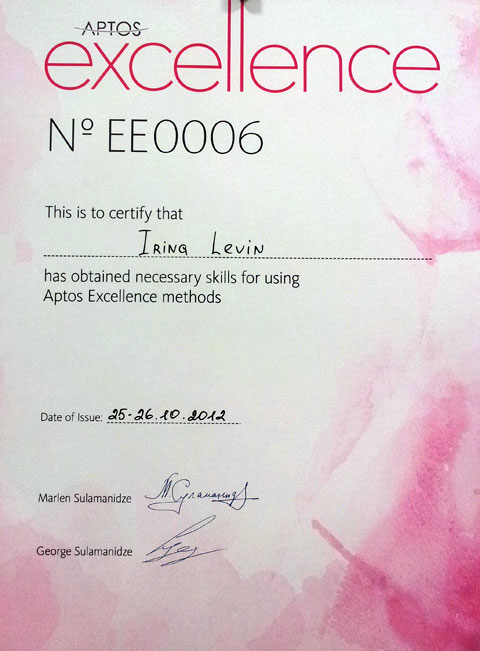 APTOS
excellence
Nº EE0006
This is to certify that
Irina Levin
has obtained necessary skills for using
Aptos Excellence methods
Date of Issue: 25-26.10.2012
Marlen Sulamanidze
George Sulamanidze